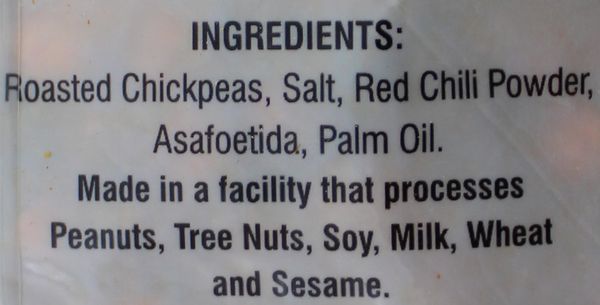 INGREDIENTS:
Roasted Chickpeas, Salt, Red Chili Powder,
Asafoetida, Palm Oil.
Made in a facility that processes
Peanuts, Tree Nuts, Soy, Milk, Wheat
and Sesame.